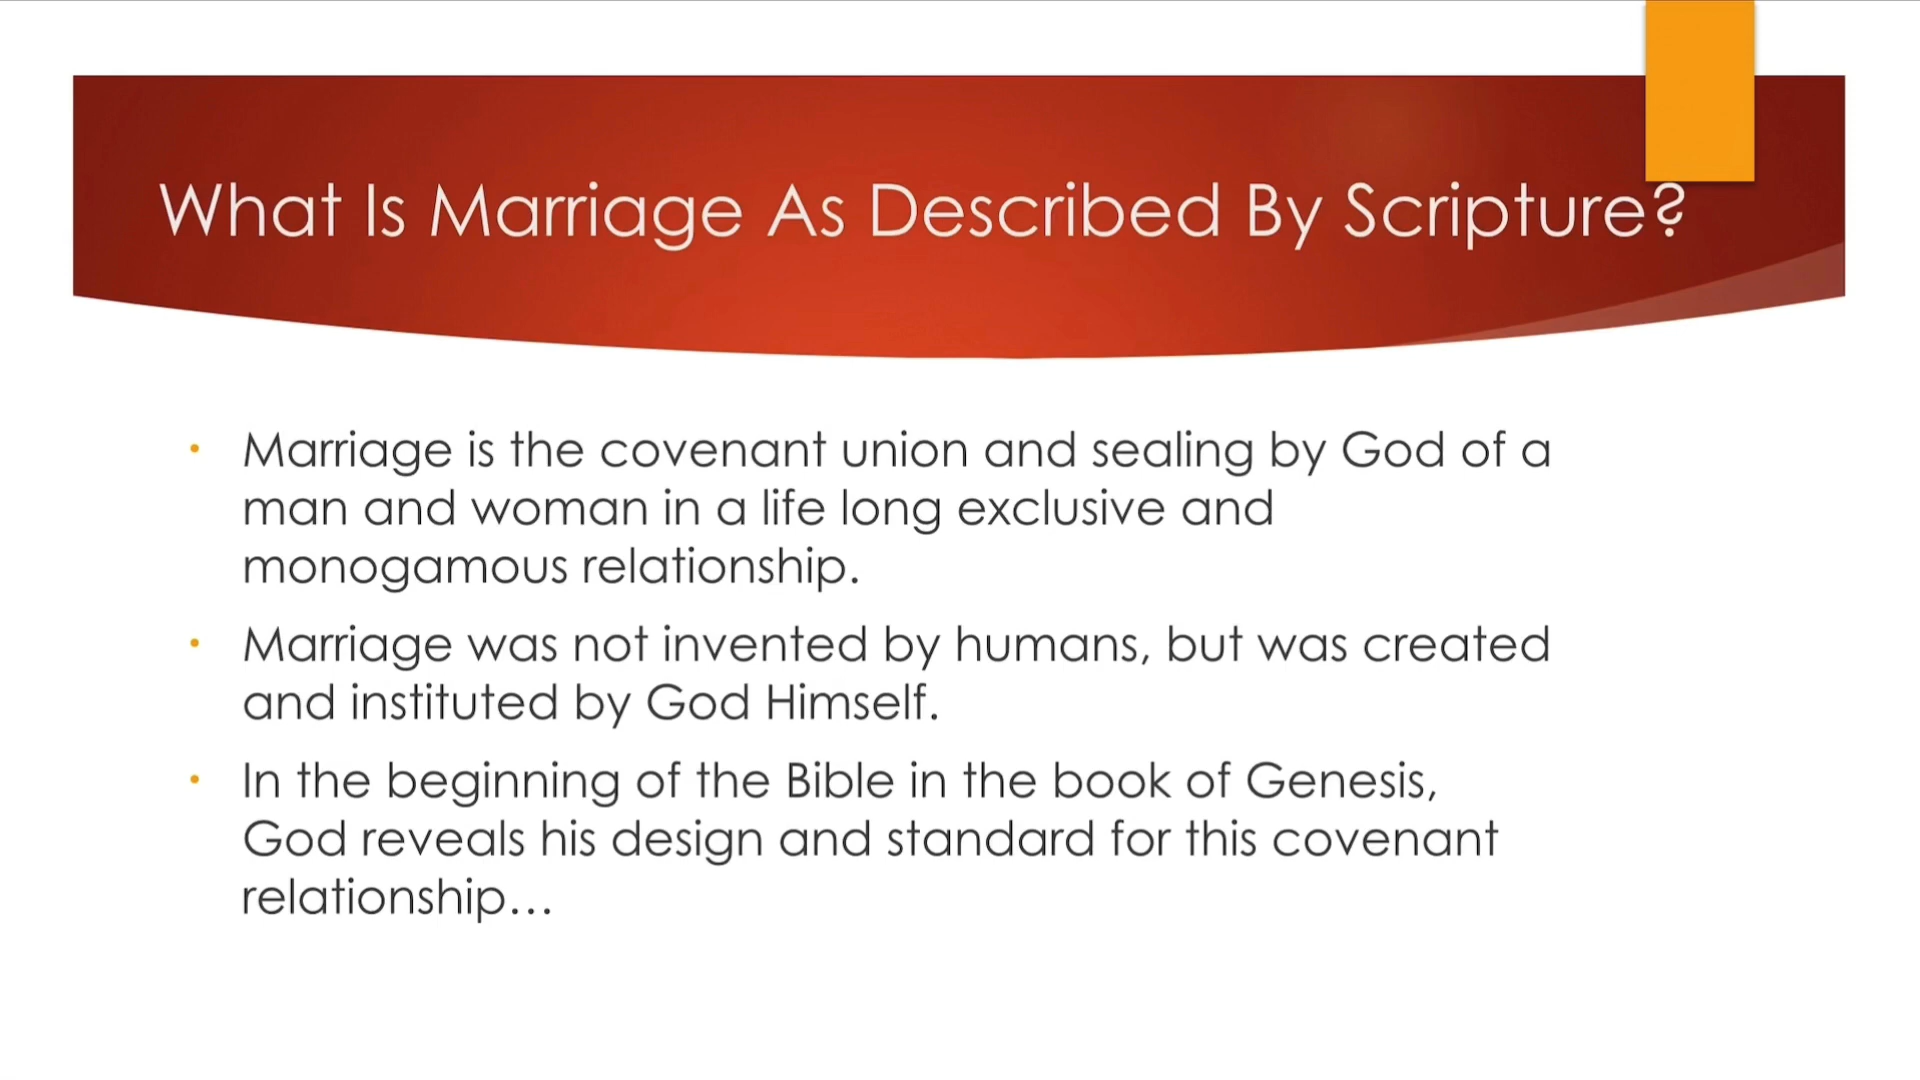 What Is Marriage As Described By Scripture?
• Marriage is the covenant union and sealing by God of a
man and woman in a life long exclusive and
monogamous relationship.
• Marriage was not invented by humans, but was created
and instituted by God Himself.
• In the beginning of the Bible in the book of Genesis,
God reveals his design and standard for this covenant
relationship…